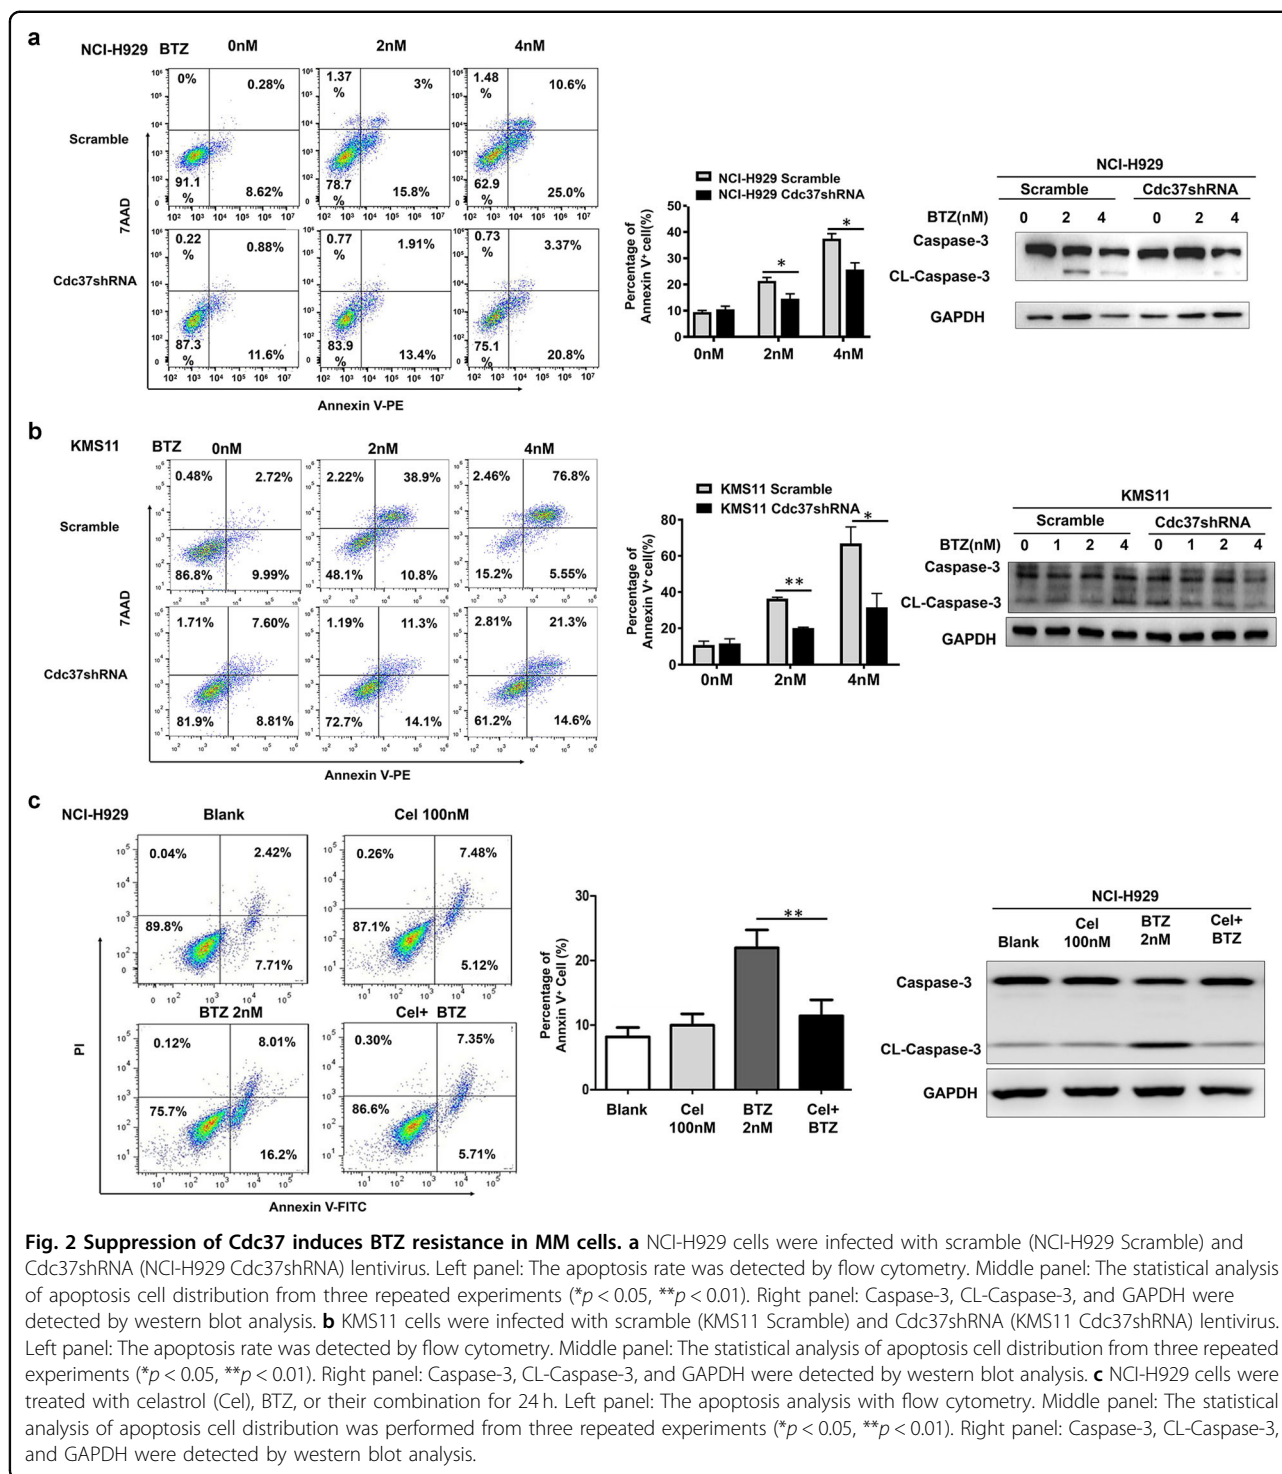 a
NCI-H929 BTZ 0nM 2nM 4nM
Scramble
0% 0.28%
91.1% 8.62%
1.37% 3%
78.7% 15.8%
1.48% 10.6%
62.9% 25.0%
Cdc37shRNA
0.22% 0.88%
87.3% 11.6%
0.77% 1.91%
83.9% 13.4%
0.73% 3.37%
75.1% 20.8%
7AAD
Annexin V-PE
NCI-H929 Scramble
NCI-H929 Cdc37shRNA
Percentage of
Annexin V⁺ cell(%)
50
40
30
20
10
0
* *
0nM 2nM 4nM
NCI-H929
Scramble Cdc37shRNA
BTZ(nM) 0 2 4 0 2 4
Caspase-3
CL-Caspase-3
GAPDH
b
KMS11 BTZ 0nM 2nM 4nM
Scramble
0.48% 2.72%
86.8% 9.99%
2.22% 38.9%
48.1% 10.8%
2.46% 76.8%
15.2% 5.55%
Cdc37shRNA
1.71% 7.60%
81.9% 8.81%
1.19% 11.3%
72.7% 14.1%
2.81% 21.3%
61.2% 14.6%
7AAD
Annexin V-PE
KMS11 Scramble
KMS11 Cdc37shRNA
Percentage of
Annexin V⁺ cell(%)
80
60
40
20
0
** *
0nM 2nM 4nM
KMS11
Scramble Cdc37shRNA
BTZ(nM) 0 1 2 4 0 1 2 4
Caspase-3
CL-Caspase-3
GAPDH
c
NCI-H929 Blank Cel 100nM
0.04% 2.42%
89.8% 7.71%
0.26% 7.48%
87.1% 5.12%
BTZ 2nM Cel+ BTZ
0.12% 8.01%
75.7% 16.2%
0.30% 7.35%
86.6% 5.71%
PI
Annexin V-FITC
Percentage of
Annxin V⁺ Cell (%)
30
20
10
0
**
Blank Cel 100nM BTZ 2nM Cel+ BTZ
NCI-H929
Blank Cel 100nM BTZ 2nM Cel+ BTZ
Caspase-3
CL-Caspase-3
GAPDH
Fig. 2 Suppression of Cdc37 induces BTZ resistance in MM cells. a NCI-H929 cells were infected with scramble (NCI-H929 Scramble) and
Cdc37shRNA (NCI-H929 Cdc37shRNA) lentivirus. Left panel: The apoptosis rate was detected by flow cytometry. Middle panel: The statistical analysis
of apoptosis cell distribution from three repeated experiments (*p < 0.05, **p < 0.01). Right panel: Caspase-3, CL-Caspase-3, and GAPDH were
detected by western blot analysis. b KMS11 cells were infected with scramble (KMS11 Scramble) and Cdc37shRNA (KMS11 Cdc37shRNA) lentivirus.
Left panel: The apoptosis rate was detected by flow cytometry. Middle panel: The statistical analysis of apoptosis cell distribution from three repeated
experiments (*p < 0.05, **p < 0.01). Right panel: Caspase-3, CL-Caspase-3, and GAPDH were detected by western blot analysis. c NCI-H929 cells were
treated with celastrol (Cel), BTZ, or their combination for 24 h. Left panel: The apoptosis analysis with flow cytometry. Middle panel: The statistical
analysis of apoptosis cell distribution was performed from three repeated experiments (*p < 0.05, **p < 0.01). Right panel: Caspase-3, CL-Caspase-3,
and GAPDH were detected by western blot analysis.